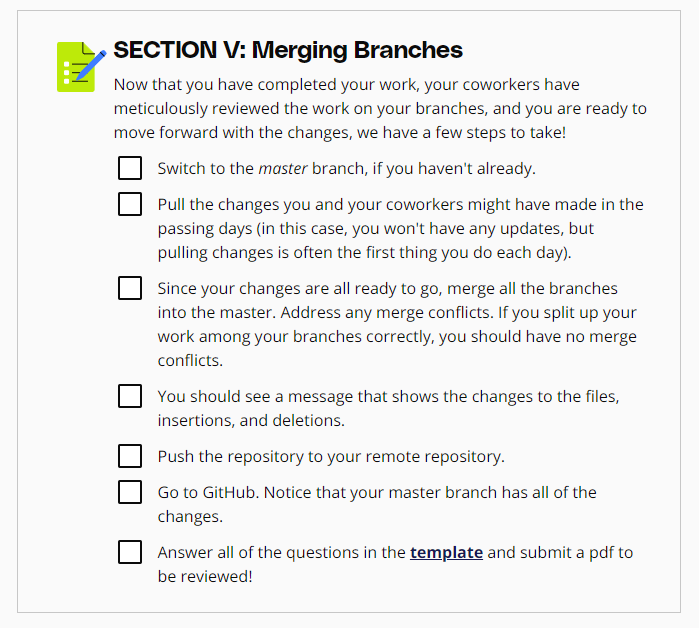 SECTION V: Merging Branches
Now that you have completed your work, your coworkers have
meticulously reviewed the work on your branches, and you are ready to
move forward with the changes, we have a few steps to take!
Switch to the master branch, if you haven't already.
Pull the changes you and your coworkers might have made in the
passing days (in this case, you won't have any updates, but
pulling changes is often the first thing you do each day).
Since your changes are all ready to go, merge all the branches
into the master. Address any merge conflicts. If you split up your
work among your branches correctly, you should have no merge
conflicts.
You should see a message that shows the changes to the files,
insertions, and deletions.
Push the repository to your remote repository.
Go to GitHub. Notice that your master branch has all of the
changes.
Answer all of the questions in the template and submit a pdf to
be reviewed!